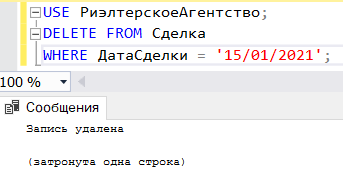 USE РиэлтерскоеАгентство;
DELETE FROM Сделка
WHERE ДатаСделки = '15/01/2021';
100 %
Сообщения
Запись удалена
(затронута одна строка)